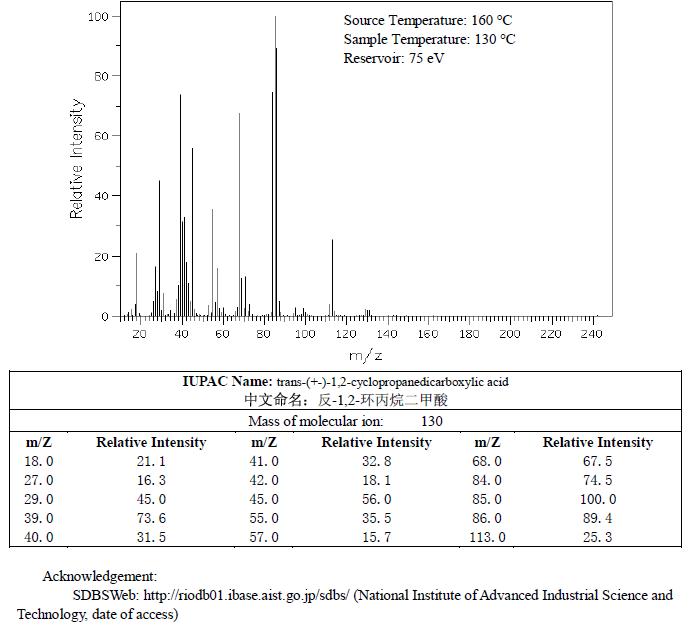 Source Temperature: 160 °C
Sample Temperature: 130 °C
Reservoir: 75 eV
Relative Intensity
100
80
60
40
20
0
20 40 60 80 100 120 140 160 180 200 220 240
m/z
IUPAC Name: trans-(+-)-1,2-cyclopropanedicarboxylic acid
中文命名：反-1,2-环丙烷二甲酸
Mass of molecular ion: 130
m/Z Relative Intensity m/Z Relative Intensity m/Z Relative Intensity
18.0 21.1 41.0 32.8 68.0 67.5
27.0 16.3 42.0 18.1 84.0 74.5
29.0 45.0 45.0 56.0 85.0 100.0
39.0 73.6 55.0 35.5 86.0 89.4
40.0 31.5 57.0 15.7 113.0 25.3
Acknowledgement:
SDBSWeb: http://riodb01.ibase.aist.go.jp/sdbs/ (National Institute of Advanced Industrial Science and
Technology, date of access)